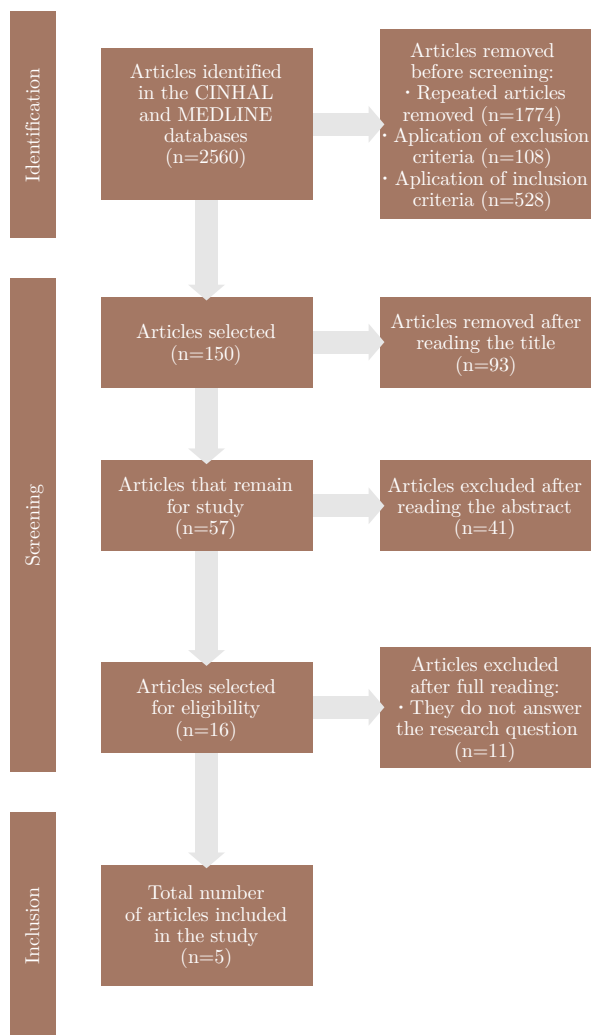 Identification
Articles identified
in the CINHAL
and MEDLINE
databases
(n=2560)
Articles removed
before screening:
· Repeated articles
removed (n=1774)
· Aplication of exclusion
criteria (n=108)
· Aplication of inclusion
criteria (n=528)
Screening
Articles selected
(n=150)
Articles removed after
reading the title
(n=93)
Articles that remain
for study
(n=57)
Articles excluded after
reading the abstract
(n=41)
Articles selected
for eligibility
(n=16)
Articles excluded
after full reading:
· They do not answer
the research question
(n=11)
Inclusion
Total number
of articles included
in the study
(n=5)